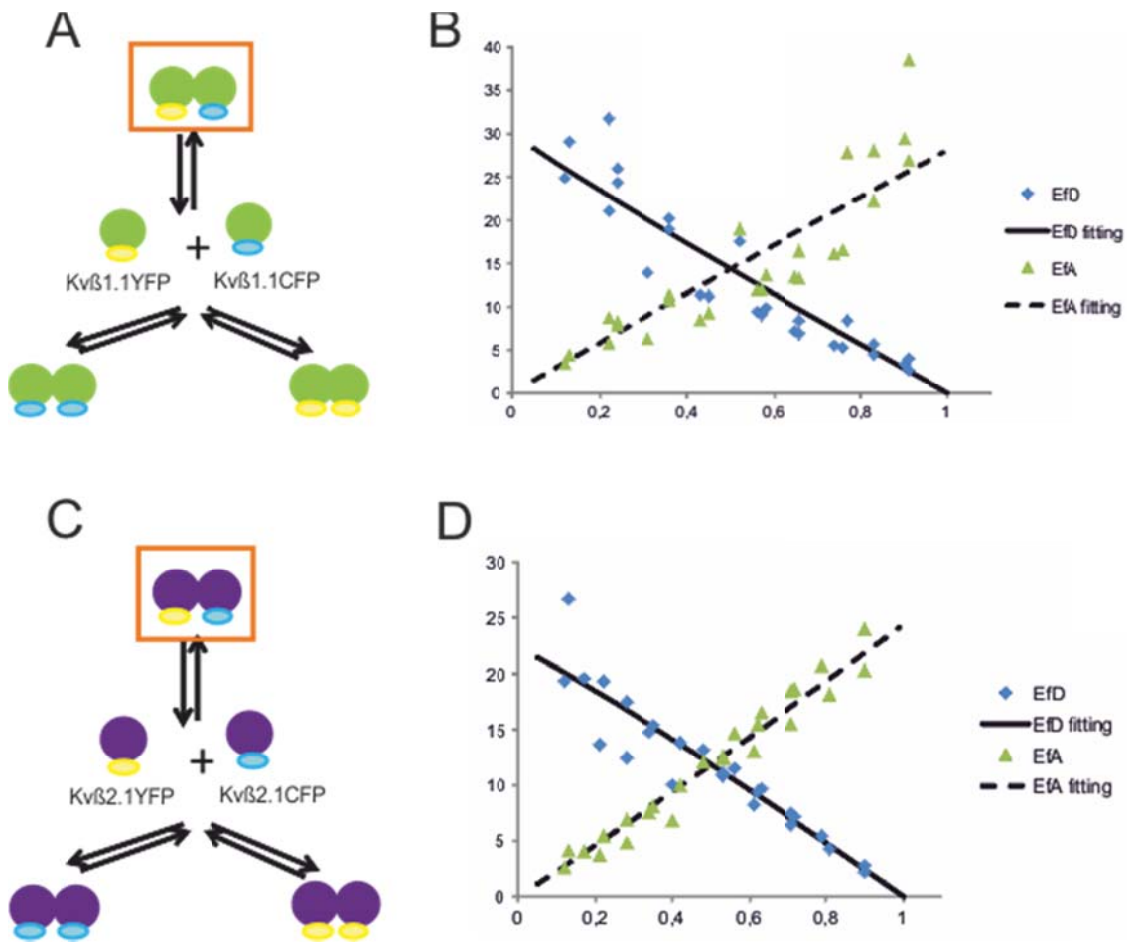 A
+
Kvß1.1YFP
Kvß1.1CFP
B
40
35
30
25
20
15
10
5
0
0
0,2
0,4
0,6
0,8
1
EfD
EfD fitting
EfA
EfA fitting
C
+
Kvß2.1YFP
Kvß2.1CFP
D
30
25
20
15
10
5
0
0
0,2
0,4
0,6
0,8
1
EfD
EfD fitting
EfA
EfA fitting